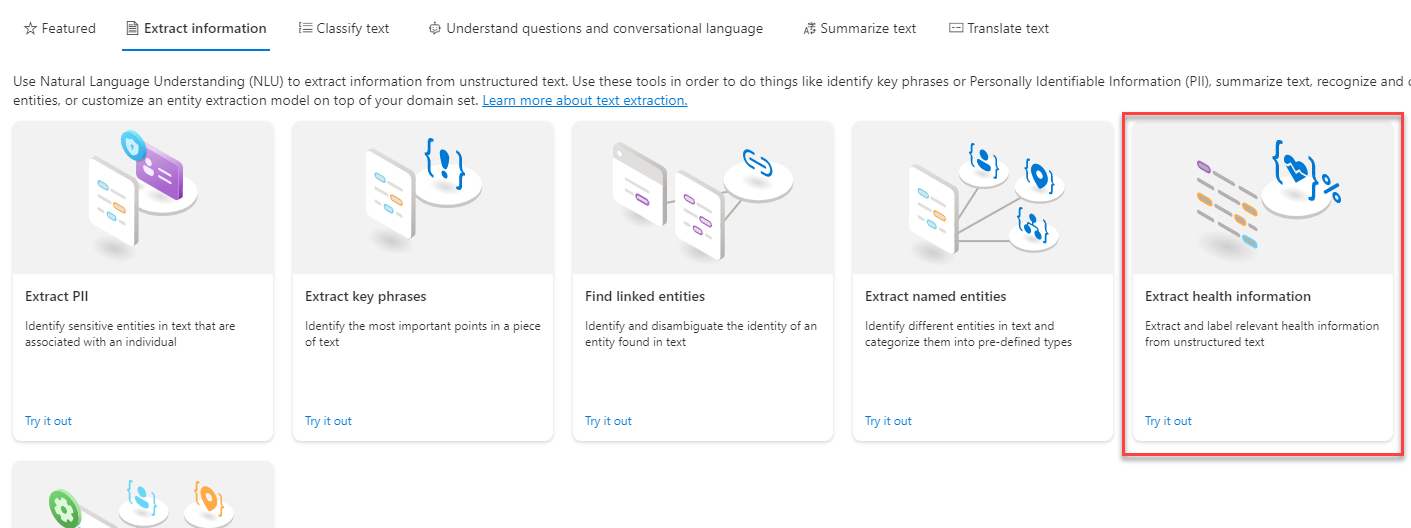 Featured
Extract information
Classify text
Understand questions and conversational language
Summarize text
Translate text
Use Natural Language Understanding (NLU) to extract information from unstructured text. Use these tools in order to do things like identify key phrases or Personally Identifiable Information (PII), summarize text, recognize and
entities, or customize an entity extraction model on top of your domain set. Learn more about text extraction.
Extract PII
Identify sensitive entities in text that are
associated with an individual
Try it out
Extract key phrases
Identify the most important points in a piece
of text
Try it out
Find linked entities
Identify and disambiguate the identity of an
entity found in text
Try it out
Extract named entities
Identify different entities in text and
categorize them into pre-defined types
Try it out
Extract health information
Extract and label relevant health information
from unstructured text
Try it out